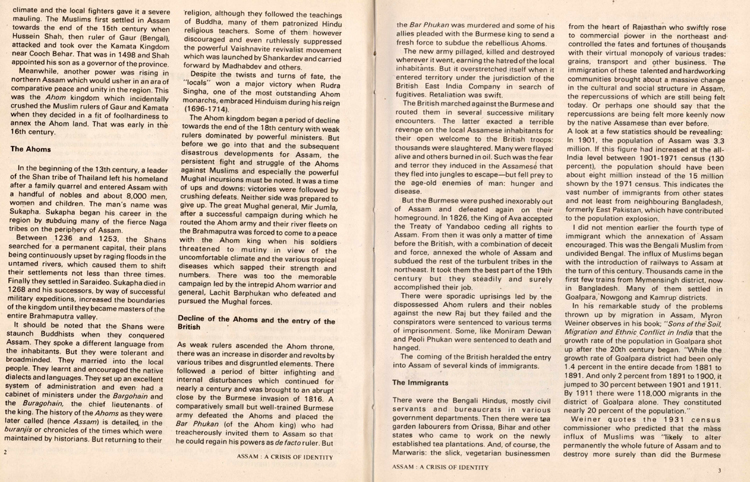 climate and the local fighters gave it a severe
mauling. The Muslims first settled in Assam
towards the end of the 15th century when
Hussein Shah, then ruler of Gaur (Bengal),
attacked and took over the Kamata Kingdom
near Cooch Behar. That was in 1498 and Shah
appointed his son as a governor of the province.
Meanwhile, another power was rising in
northern Assam which would usher in an era of
comparative peace and unity in the region. This
was the Ahom kingdom which incidentally
crushed the Muslim rulers of Gaur and Kamata
when they decided in a fit of foolhardiness to
annex the Ahom land. That was early in the
16th century.
The Ahoms
In the beginning of the 13th century, a leader
of the Shan tribe of Thailand left his homeland
after a family quarrel and entered Assam with
a handful of nobles and about 8,000 men,
women and children. The man's name was
Sukapha. Sukapha began his career in the
region by subduing many of the fierce Naga
tribes on the periphery of Assam.
Between 1236 and 1253, the Shans
searched for a permanent capital, their plans
being continuously upset by raging floods in the
untamed rivers, which caused them to shift
their settlements not less than three times.
Finally they settled in Saraideo. Sukapha died in
1268 and his successors, by way of successful
military expeditions, increased the boundaries
of the kingdom until they became masters of the
entire Brahmaputra valley.
It should be noted that the Shans were
staunch Buddhists when they conquered
Assam. They spoke a different language from
the inhabitants. But they were tolerant and
broadminded. They married into the local
people. They learnt and encouraged the native
dialects and languages. They set up an excellent
system of administration and even had a
cabinet of ministers under the Bargohain and
the Buragohain, the chief lieutenants of
the king. The history of the Ahoms as they were
later called (hence Assam) is detailed, in the
buranjis or chronicles of the times which were
maintained by historians. But returning to their
2
religion, although they followed the teachings
of Buddha, many of them patronized Hindu
religious teachers. Some of them however
discouraged and even ruthlessly suppressed
the powerful Vaishnavite revivalist movement
which was launched by Shankardev and carried
forward by Madhabdev and others.
Despite the twists and turns of fate, the
"locals" won a major victory when Rudra
Singha, one of the most outstanding Ahom
monarchs, embraced Hinduism during his reign
(1696-1714).
The Ahom kingdom began a period of decline
towards the end of the 18th century with weak
rulers dominated by powerful ministers. But
before we go into that and the subsequent
disastrous developments for Assam, the
persistent fight and struggle of the Ahoms
against Muslims and especially the powerful
Mughal incursions must be noted. It was a time
of ups and downs: victories were followed by
crushing defeats. Neither side was prepared to
give up. The great Mughal general, Mir Jumla,
after a successful campaign during which he
routed the Ahom army and their river fleets on
the Brahmaputra was forced to come to a peace
with the Ahom king when his soldiers
threatened to mutiny in view of the
uncomfortable climate and the various tropical
diseases which sapped their strength and
numbers. There was too the memorable
campaign led by the intrepid Ahom warrior and
general, Lachit Barphukan who defeated and
pursued the Mughal forces.
Decline of the Ahoms and the entry of the
British
As weak rulers ascended the Ahom throne,
there was an increase in disorder and revolts by
various tribes and disgruntled elements. There
followed a period of bitter infighting and
internal disturbances which continued for
nearly a century and was brought to an abrupt
close by the Burmese invasion of 1816. A
comparatively small but well-trained Burmese
army defeated the Ahoms and placed the
Bar Phukan (of the Ahom king) who had
treacherously invited them to Assam so that
he could regain his powers as de facto ruler. But
ASSAM : A CRISIS OF IDENTITY
the Bar Phukan was murdered and some of his
allies pleaded with the Burmese king to send a
fresh force to subdue the rebellious Ahoms.
The new army pillaged, killed and destroyed
wherever it went, earning the hatred of the local
inhabitants. But it overstretched itself when it
entered territory under the jurisdiction of the
British East India Company in search of
fugitives. Retaliation was swift.
The British marched against the Burmese and
routed them in several successive military
encounters. The latter exacted a terrible
revenge on the local Assamese inhabitants for
their open welcome to the British troops:
thousands were slaughtered. Many were flayed
alive and others burned in oil. Such was the fear
and terror they induced in the Assamese that
they fled into jungles to escape—but fell prey to
the age-old enemies of man: hunger and
disease.
But the Burmese were pushed inexorably out
of Assam and defeated again on their
homeground. In 1826, the King of Ava accepted
the Treaty of Yandaboo ceding all rights to
Assam. From then it was only a matter of time
before the British, with a combination of deceit
and force, annexed the whole of Assam and
subdued the rest of the turbulent tribes in the
northeast. It took them the best part of the 19th
century but they steadily and surely
accomplished their job.
There were sporadic uprisings led by the
dispossessed Ahom rulers and their nobles
against the new Raj but they failed and the
conspirators were sentenced to various terms
of imprisonment. Some, like Moniram Dewan
and Peoli Phukan were sentenced to death and
hanged.
The coming of the British heralded the entry
into Assam of several kinds of immigrants.
The Immigrants
There were the Bengali Hindus, mostly civil
servants and bureaucrats in various
government departments. Then there were tea
garden labourers from Orissa, Bihar and other
states who came to work on the newly
established tea plantations. And, of course, the
Marwaris: the slick, vegetarian businessmen
ASSAM : A CRISIS OF IDENTITY
from the heart of Rajasthan who swiftly rose
to commercial power in the northeast and
controlled the fates and fortunes of thousands
with their virtual monopoly of various trades:
grains, transport and other business. The
immigration of these talented and hardworking
communities brought about a massive change
in the cultural and social structure in Assam,
the repercussions of which are still being felt
today. Or perhaps one should say that the
repercussions are being felt more keenly now
by the native Assamese than ever before.
A look at a few statistics should be revealing:
In 1901, the population of Assam was 3.3
million. If this figure had increased at the all-
India level between 1901-1971 census (130
percent), the population should have been
about eight million instead of the 15 million
shown by the 1971 census. This indicates the
vast number of immigrants from other states
and not least from neighbouring Bangladesh,
formerly East Pakistan, which have contributed
to the population explosion.
I did not mention earlier the fourth type of
immigrant which the annexation of Assam
encouraged. This was the Bengali Muslim from
undivided Bengal. The influx of Muslims began
with the introduction of railways to Assam at
the turn of this century. Thousands came in the
first few trains from Mymensingh district, now
in Bangladesh. Many of them settled in
Goalpara, Nowgong and Kamrup districts.
In his remarkable study of the problems
thrown up by migration in Assam, Myron
Weiner observes in his book; "Sons of the Soil,
Migration and Ethnic Conflict in India that the
growth rate of the population in Goalpara shot
up after the 20th century began. "While the
growth rate of Goalpara district had been only
1.4 percent in the entire decade from 1881 to
1891. And only 2 percent from 1891 to 1900, it
jumped to 30 percent between 1901 and 1911.
By 1911 there were 118,000 migrants in the
district of Goalpara alone. They constituted
nearly 20 percent of the population."
Weiner quotes the 1931 census
commissioner who predicted that the mass
influx of Muslims was "likely to alter
permanently the whole future of Assam and to
destroy more surely than did the Burmese
3